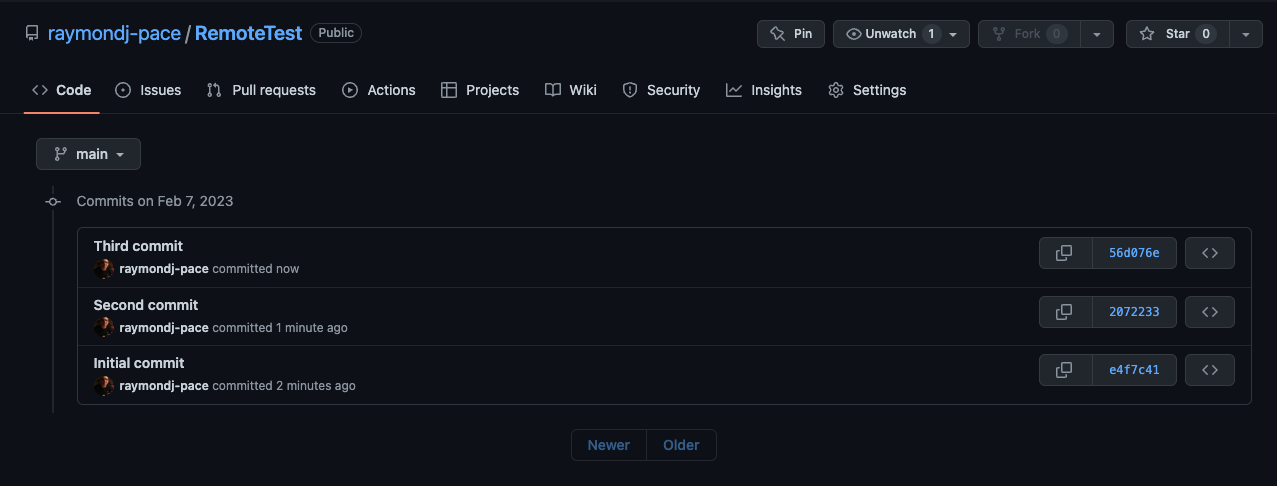 raymondj-pace / RemoteTest Public Pin Unwatch 1 Fork 0 Star 0
<> Code Issues Pull requests Actions Projects Wiki Security Insights Settings
main
Commits on Feb 7, 2023
Third commit
raymondj-pace committed now
56d076e <>
Second commit
raymondj-pace committed 1 minute ago
2072233 <>
Initial commit
raymondj-pace committed 2 minutes ago
e4f7c41 <>
Newer Older